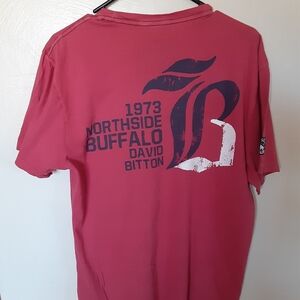 1973
NORTHSIDE
BUFFALO
DAVID
BITTON
B